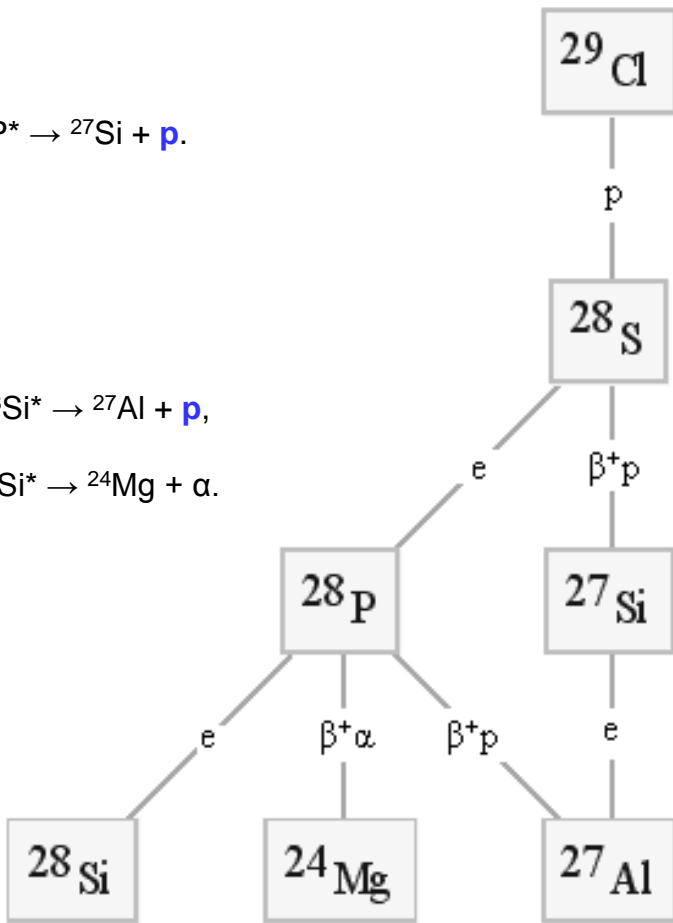 ²⁹Cl
P* → ²⁷Si + p.
p
²⁸S
Si* → ²⁷Al + p,
e
β⁺p
Si* → ²⁴Mg + α.
²⁸P
²⁷Si
e
β⁺α
β⁺p
e
²⁸Si
²⁴Mg
²⁷Al